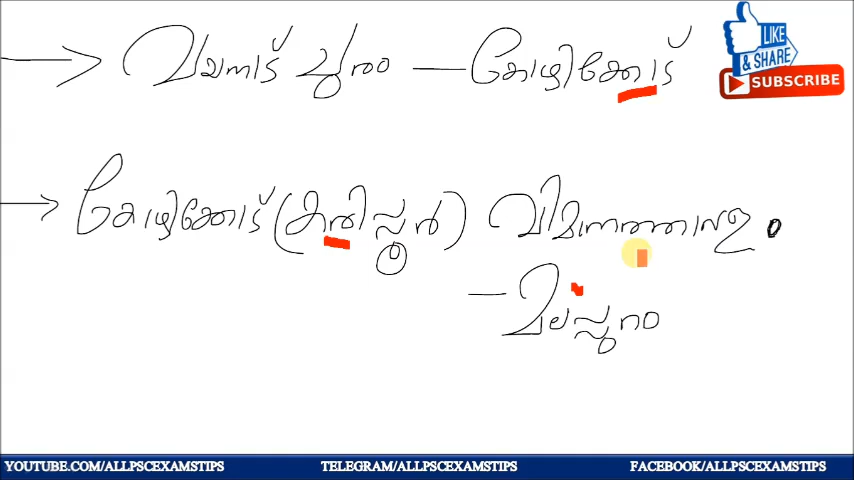 → വയനാട് ചുരം — കോഴിക്കോട്
LIKE
& SHARE
SUBSCRIBE
→ കോഴിക്കോട് (കരിപ്പൂർ) വിമാനത്താവളം
— മലപ്പുറം
YOUTUBE.COM/ALLPSCEXAMSTIPS TELEGRAM/ALLPSCEXAMSTIPS FACEBOOK/ALLPSCEXAMSTIPS